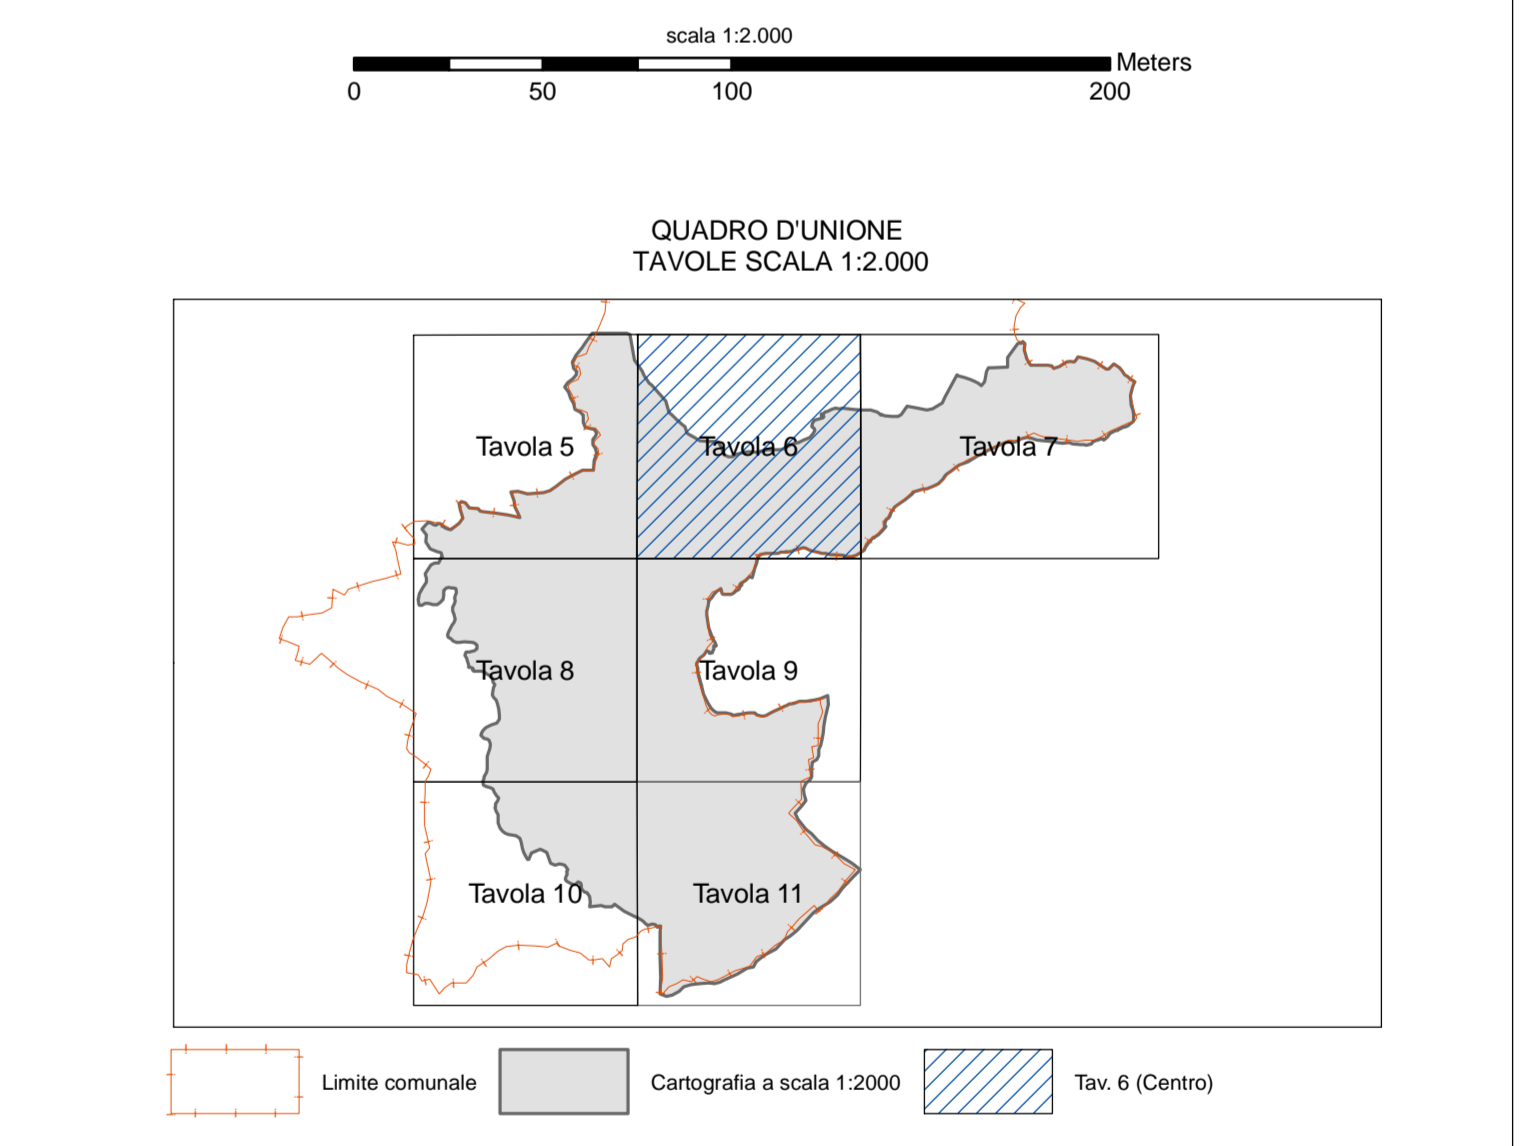 scala 1:2.000
Meters
0 50 100 200
QUADRO D'UNIONE
TAVOLE SCALA 1:2.000
Tavola 5 Tavola 6 Tavola 7
Tavola 8 Tavola 9
Tavola 10 Tavola 11
Limite comunale Cartografia a scala 1:2000 Tav. 6 (Centro)